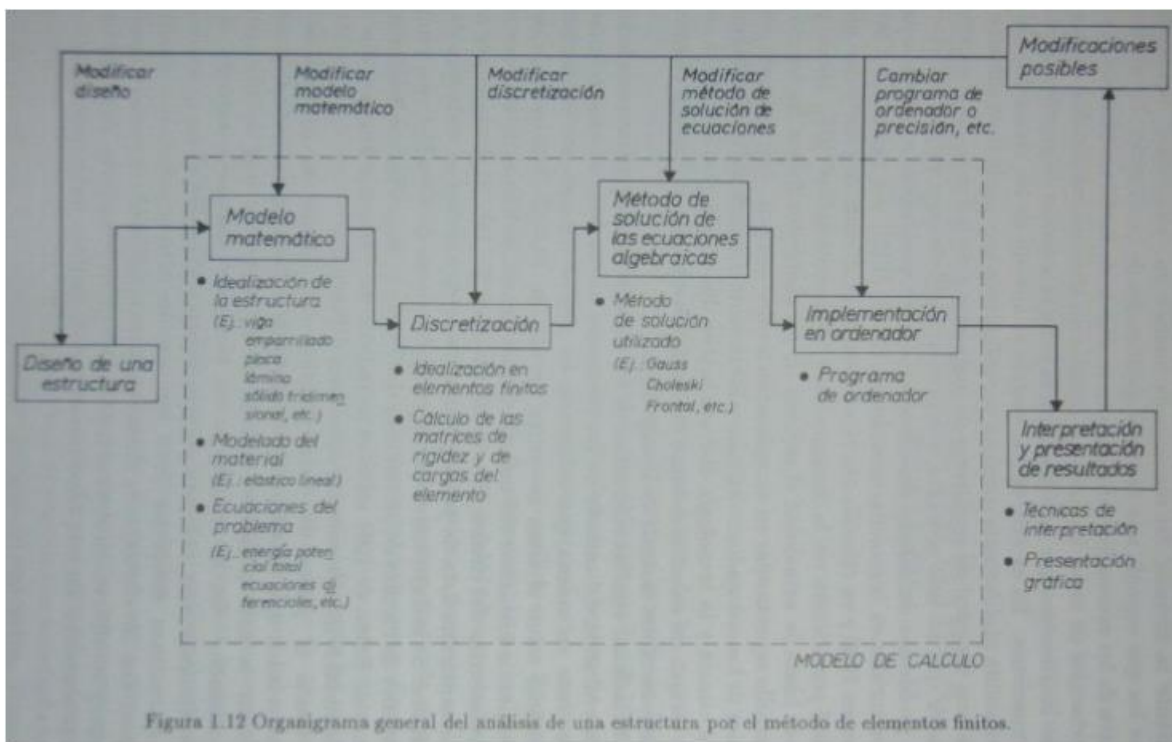 Modificar
diseño
Modificar
modelo
matemático
Modificar
discretización
Modificar
método de
solución de
ecuaciones
Cambiar
programa de
ordenador o
precisión, etc.
Modificaciones
posibles
Diseño de una
estructura
Modelo
matemático
• Idealización de
la estructura
(Ej.: viga
emparrillado
placa
lámina
sólido tridimen
sional, etc.)
• Modelado del
material
(Ej.: elástico lineal)
• Ecuaciones del
problema
(Ej.: energía poten
cial total
ecuaciones di
ferenciales, etc.)
Discretización
• Idealización en
elementos finitos
• Cálculo de las
matrices de
rigidez y de
cargas del
elemento
Método de
solución de
las ecuaciones
algebraicas
• Método
de solución
utilizado
(Ej.: Gauss
Choleski
Frontal, etc.)
Implementación
en ordenador
• Programa
de ordenador
Interpretación
y presentación
de resultados
• Técnicas de
interpretación
• Presentación
gráfica
MODELO DE CALCULO
Figura 1.12 Organigrama general del análisis de una estructura por el método de elementos finitos.